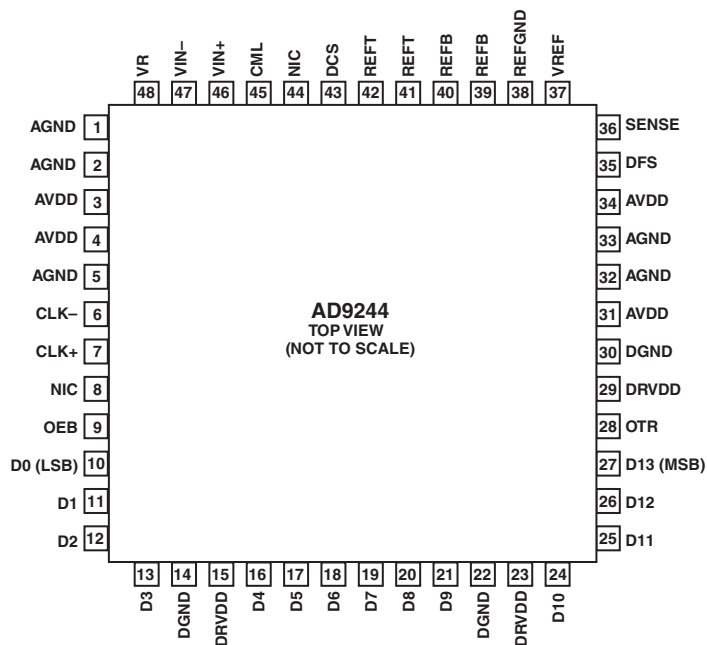 VR VIN– VIN+ CML NIC DCS REFT REFT REFB REFB REFGND VREF
48 47 46 45 44 43 42 41 40 39 38 37
AGND 1
AGND 2
AVDD 3
AVDD 4
AGND 5
CLK– 6
CLK+ 7
NIC 8
OEB 9
D0 (LSB) 10
D1 11
D2 12
AD9244
TOP VIEW
(NOT TO SCALE)
36 SENSE
35 DFS
34 AVDD
33 AGND
32 AGND
31 AVDD
30 DGND
29 DRVDD
28 OTR
27 D13 (MSB)
26 D12
25 D11
13 14 15 16 17 18 19 20 21 22 23 24
D3 DGND DRVDD D4 D5 D6 D7 D8 D9 DGND DRVDD D10